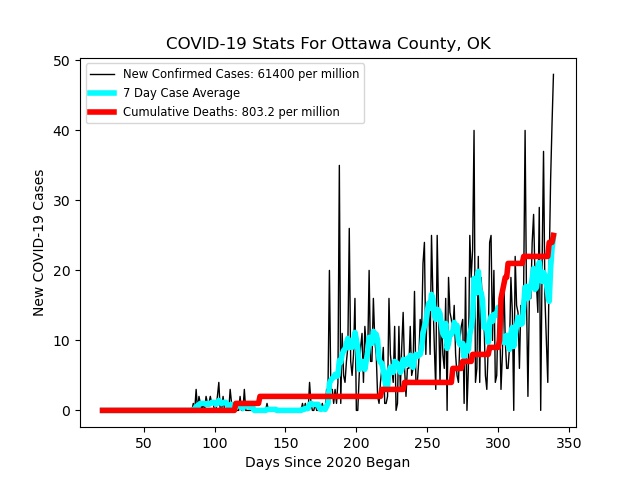 COVID-19 Stats For Ottawa County, OK
New Confirmed Cases: 61400 per million
7 Day Case Average
Cumulative Deaths: 803.2 per million
New COVID-19 Cases
50
40
30
20
10
0
50 100 150 200 250 300 350
Days Since 2020 Began